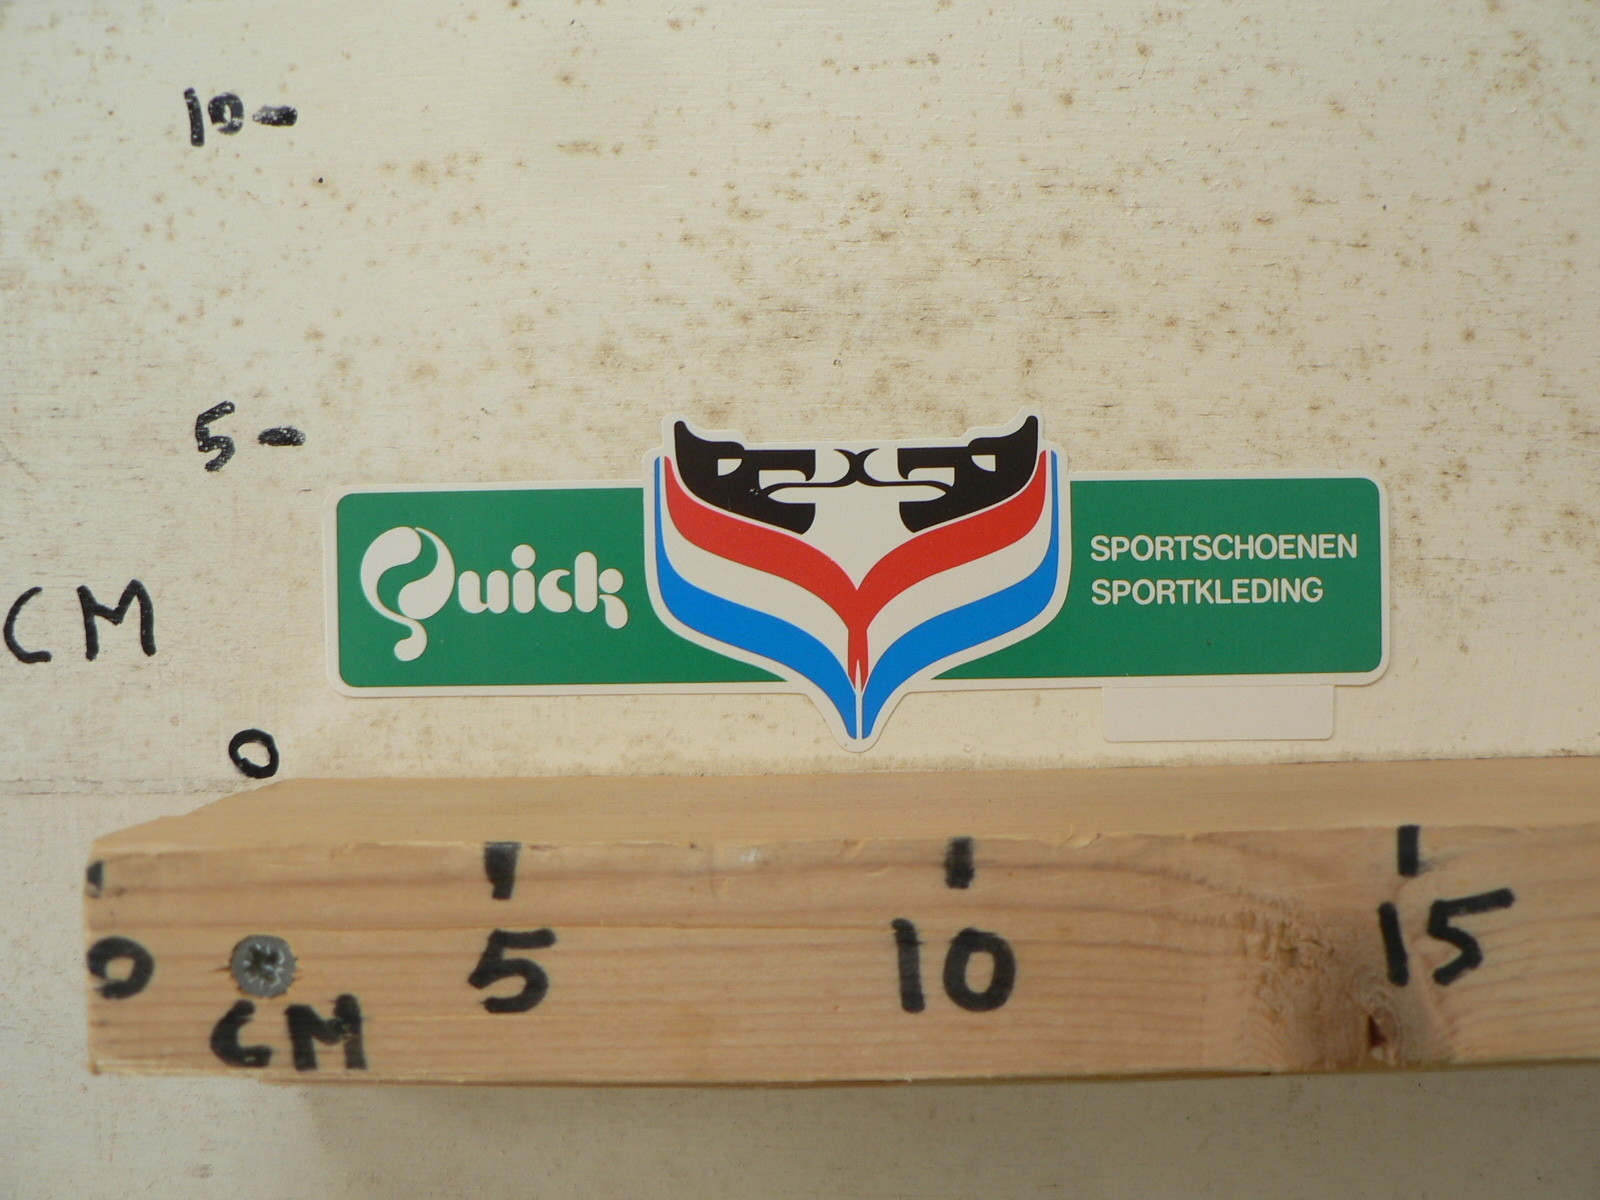 10-
5-
CM
0
Quick
SPORTSCHOENEN
SPORTKLEDING
0 5 10 15
CM